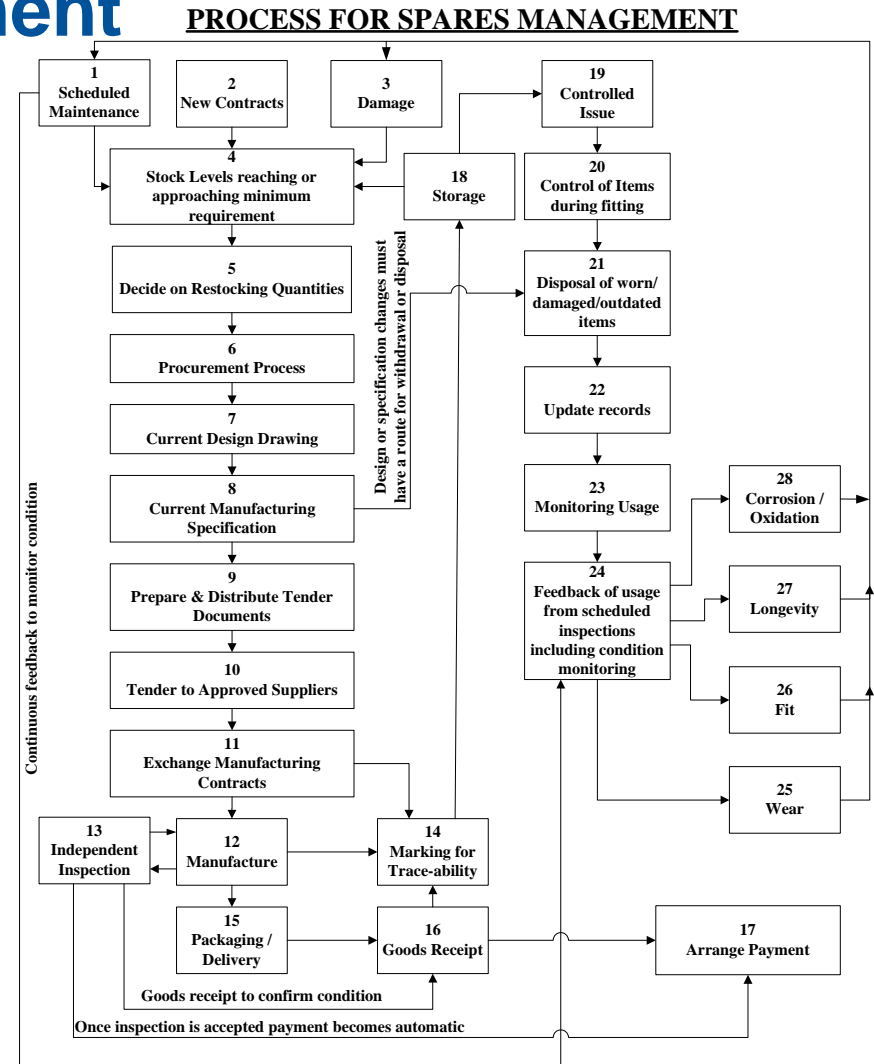 ment
PROCESS FOR SPARES MANAGEMENT
1
Scheduled
Maintenance
2
New Contracts
3
Damage
19
Controlled
Issue
4
Stock Levels reaching or
approaching minimum
requirement
18
Storage
20
Control of Items
during fitting
5
Decide on Restocking Quantities
21
Disposal of worn/
damaged/outdated
items
6
Procurement Process
Design or specification changes must
have a route for withdrawal or disposal
22
Update records
7
Current Design Drawing
8
Current Manufacturing
Specification
23
Monitoring Usage
28
Corrosion /
Oxidation
9
Prepare & Distribute Tender
Documents
24
Feedback of usage
from scheduled
inspections
including condition
monitoring
27
Longevity
10
Tender to Approved Suppliers
26
Fit
Continuous feedback to monitor condition
11
Exchange Manufacturing
Contracts
25
Wear
13
Independent
Inspection
12
Manufacture
14
Marking for
Trace-ability
15
Packaging /
Delivery
16
Goods Receipt
17
Arrange Payment
Goods receipt to confirm condition
Once inspection is accepted payment becomes automatic